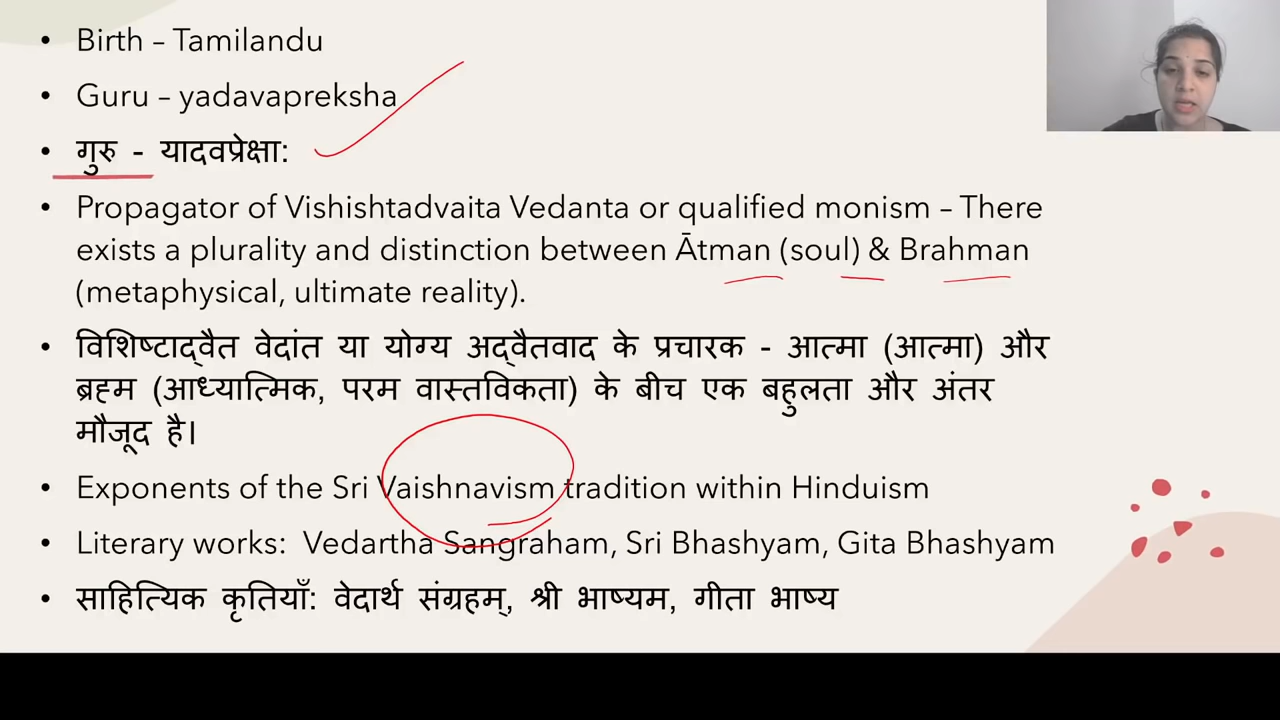 • Birth – Tamilandu
• Guru – yadavapreksha
• गुरु - यादवप्रेक्षा:
• Propagator of Vishishtadvaita Vedanta or qualified monism – There
exists a plurality and distinction between Ātman (soul) & Brahman
(metaphysical, ultimate reality).
• विशिष्टाद्वैत वेदांत या योग्य अद्वैतवाद के प्रचारक - आत्मा (आत्मा) और
ब्रह्म (आध्यात्मिक, परम वास्तविकता) के बीच एक बहुलता और अंतर
मौजूद है।
• Exponents of the Sri Vaishnavism tradition within Hinduism
• Literary works: Vedartha Sangraham, Sri Bhashyam, Gita Bhashyam
• साहित्यिक कृतियाँ: वेदार्थ संग्रहम्, श्री भाष्यम, गीता भाष्य